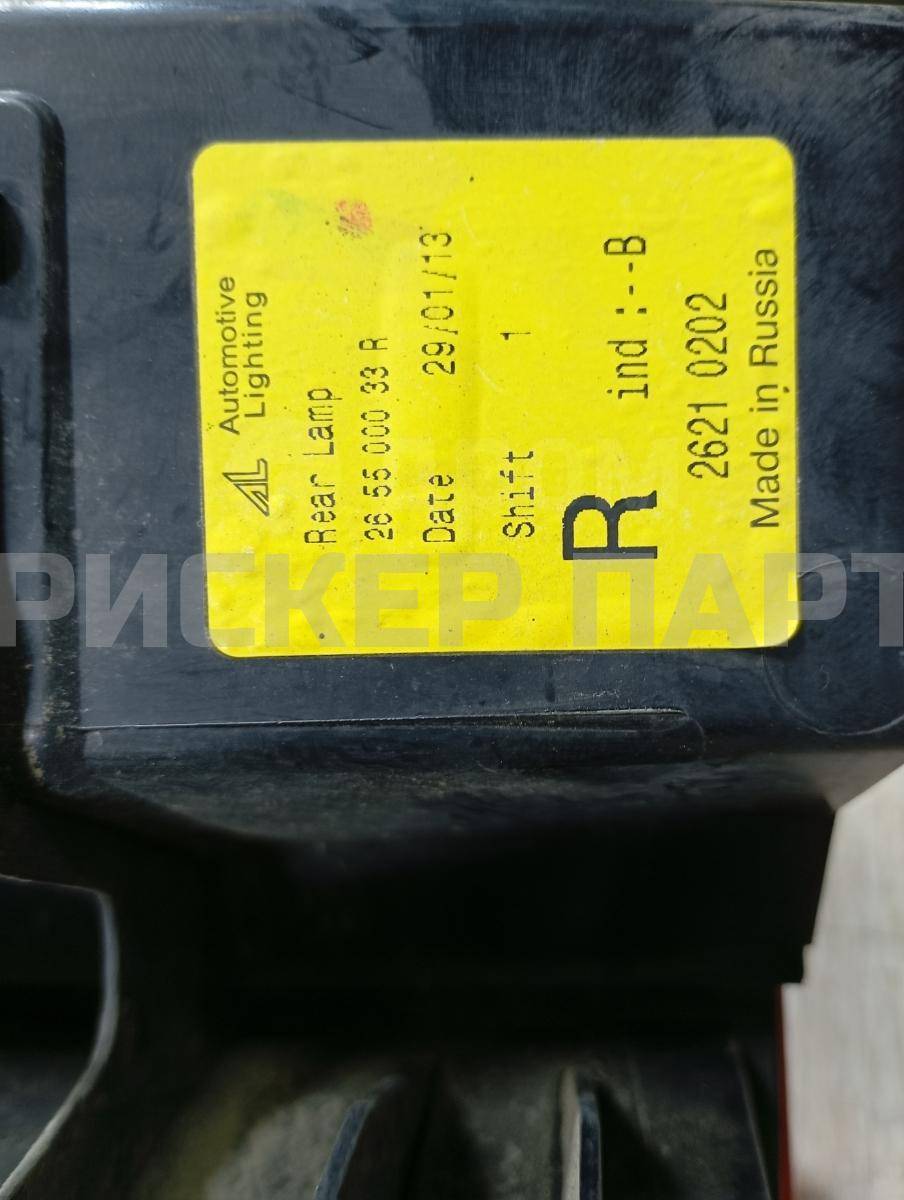 AL Automotive
Lighting
Rear Lamp
26 55 000 33 R
Date 29/01/13
Shift 1
R ind :--B
2621 0202
Made in Russia
РИСКЕР ПАРТ